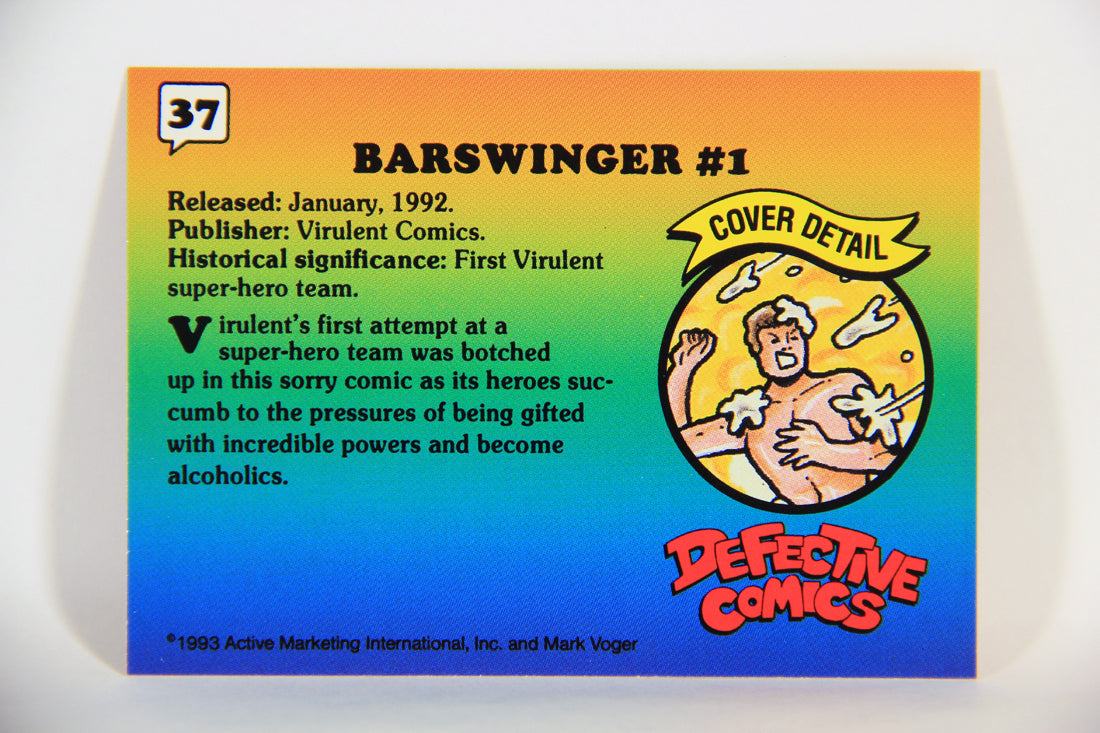 37
BARSWINGER #1
Released: January, 1992.
Publisher: Virulent Comics.
Historical significance: First Virulent
super-hero team.
Virulent's first attempt at a
super-hero team was botched
up in this sorry comic as its heroes suc-
cumb to the pressures of being gifted
with incredible powers and become
alcoholics.
COVER DETAIL
DEFECTIVE
COMICS
©1993 Active Marketing International, Inc. and Mark Voger